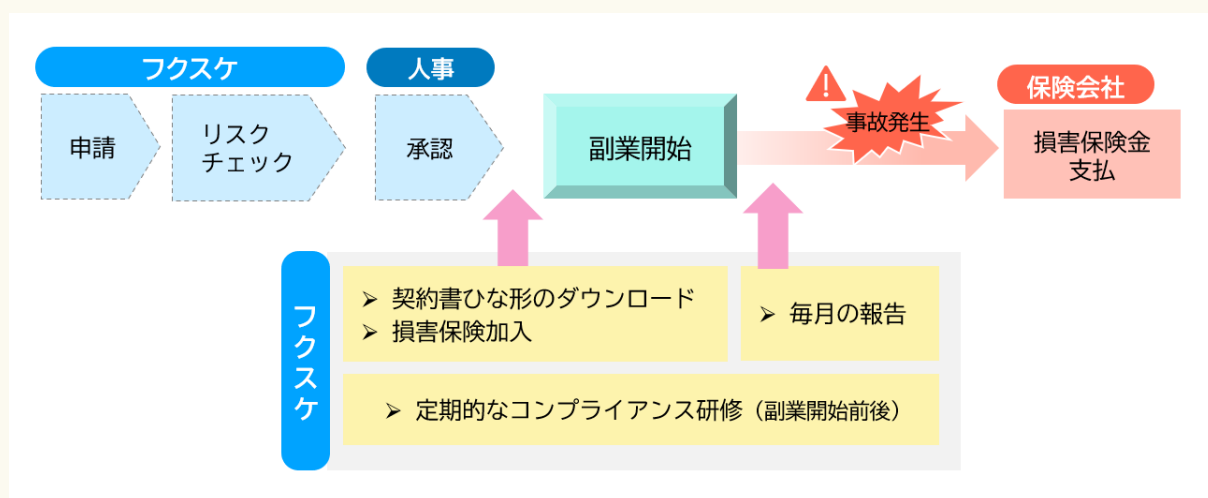 フクスケ
人事
保険会社
申請
リスク
チェック
承認
副業開始
!
事故発生
損害保険金
支払
フクスケ
➢ 契約書ひな形のダウンロード
➢ 損害保険加入
➢ 毎月の報告
➢ 定期的なコンプライアンス研修（副業開始前後）